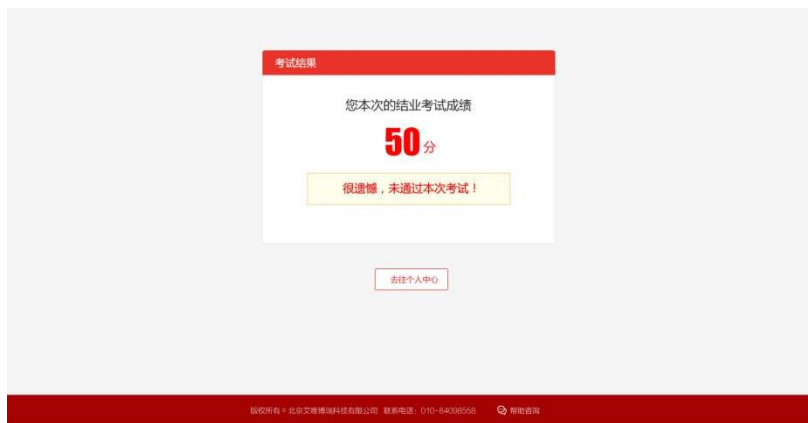 考试结果
您本次的结业考试成绩
50分
很遗憾，未通过本次考试！
去往个人中心
版权所有©北京艾唯博瑞科技有限公司 联系电话：010-84098558 帮助咨询